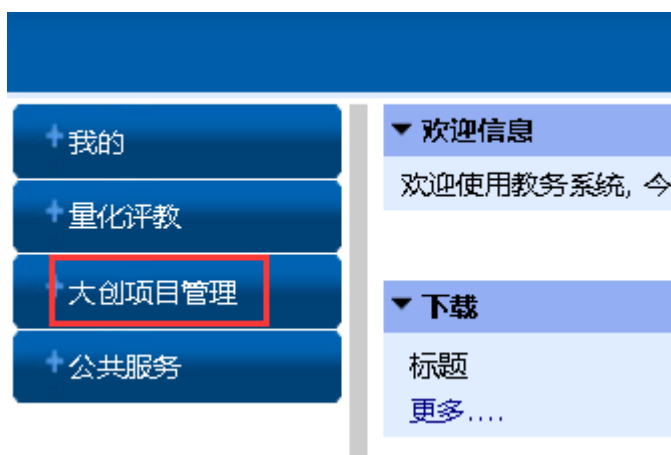 我的
量化评教
大创项目管理
公共服务
欢迎信息
欢迎使用教务系统, 今
下载
标题
更多....